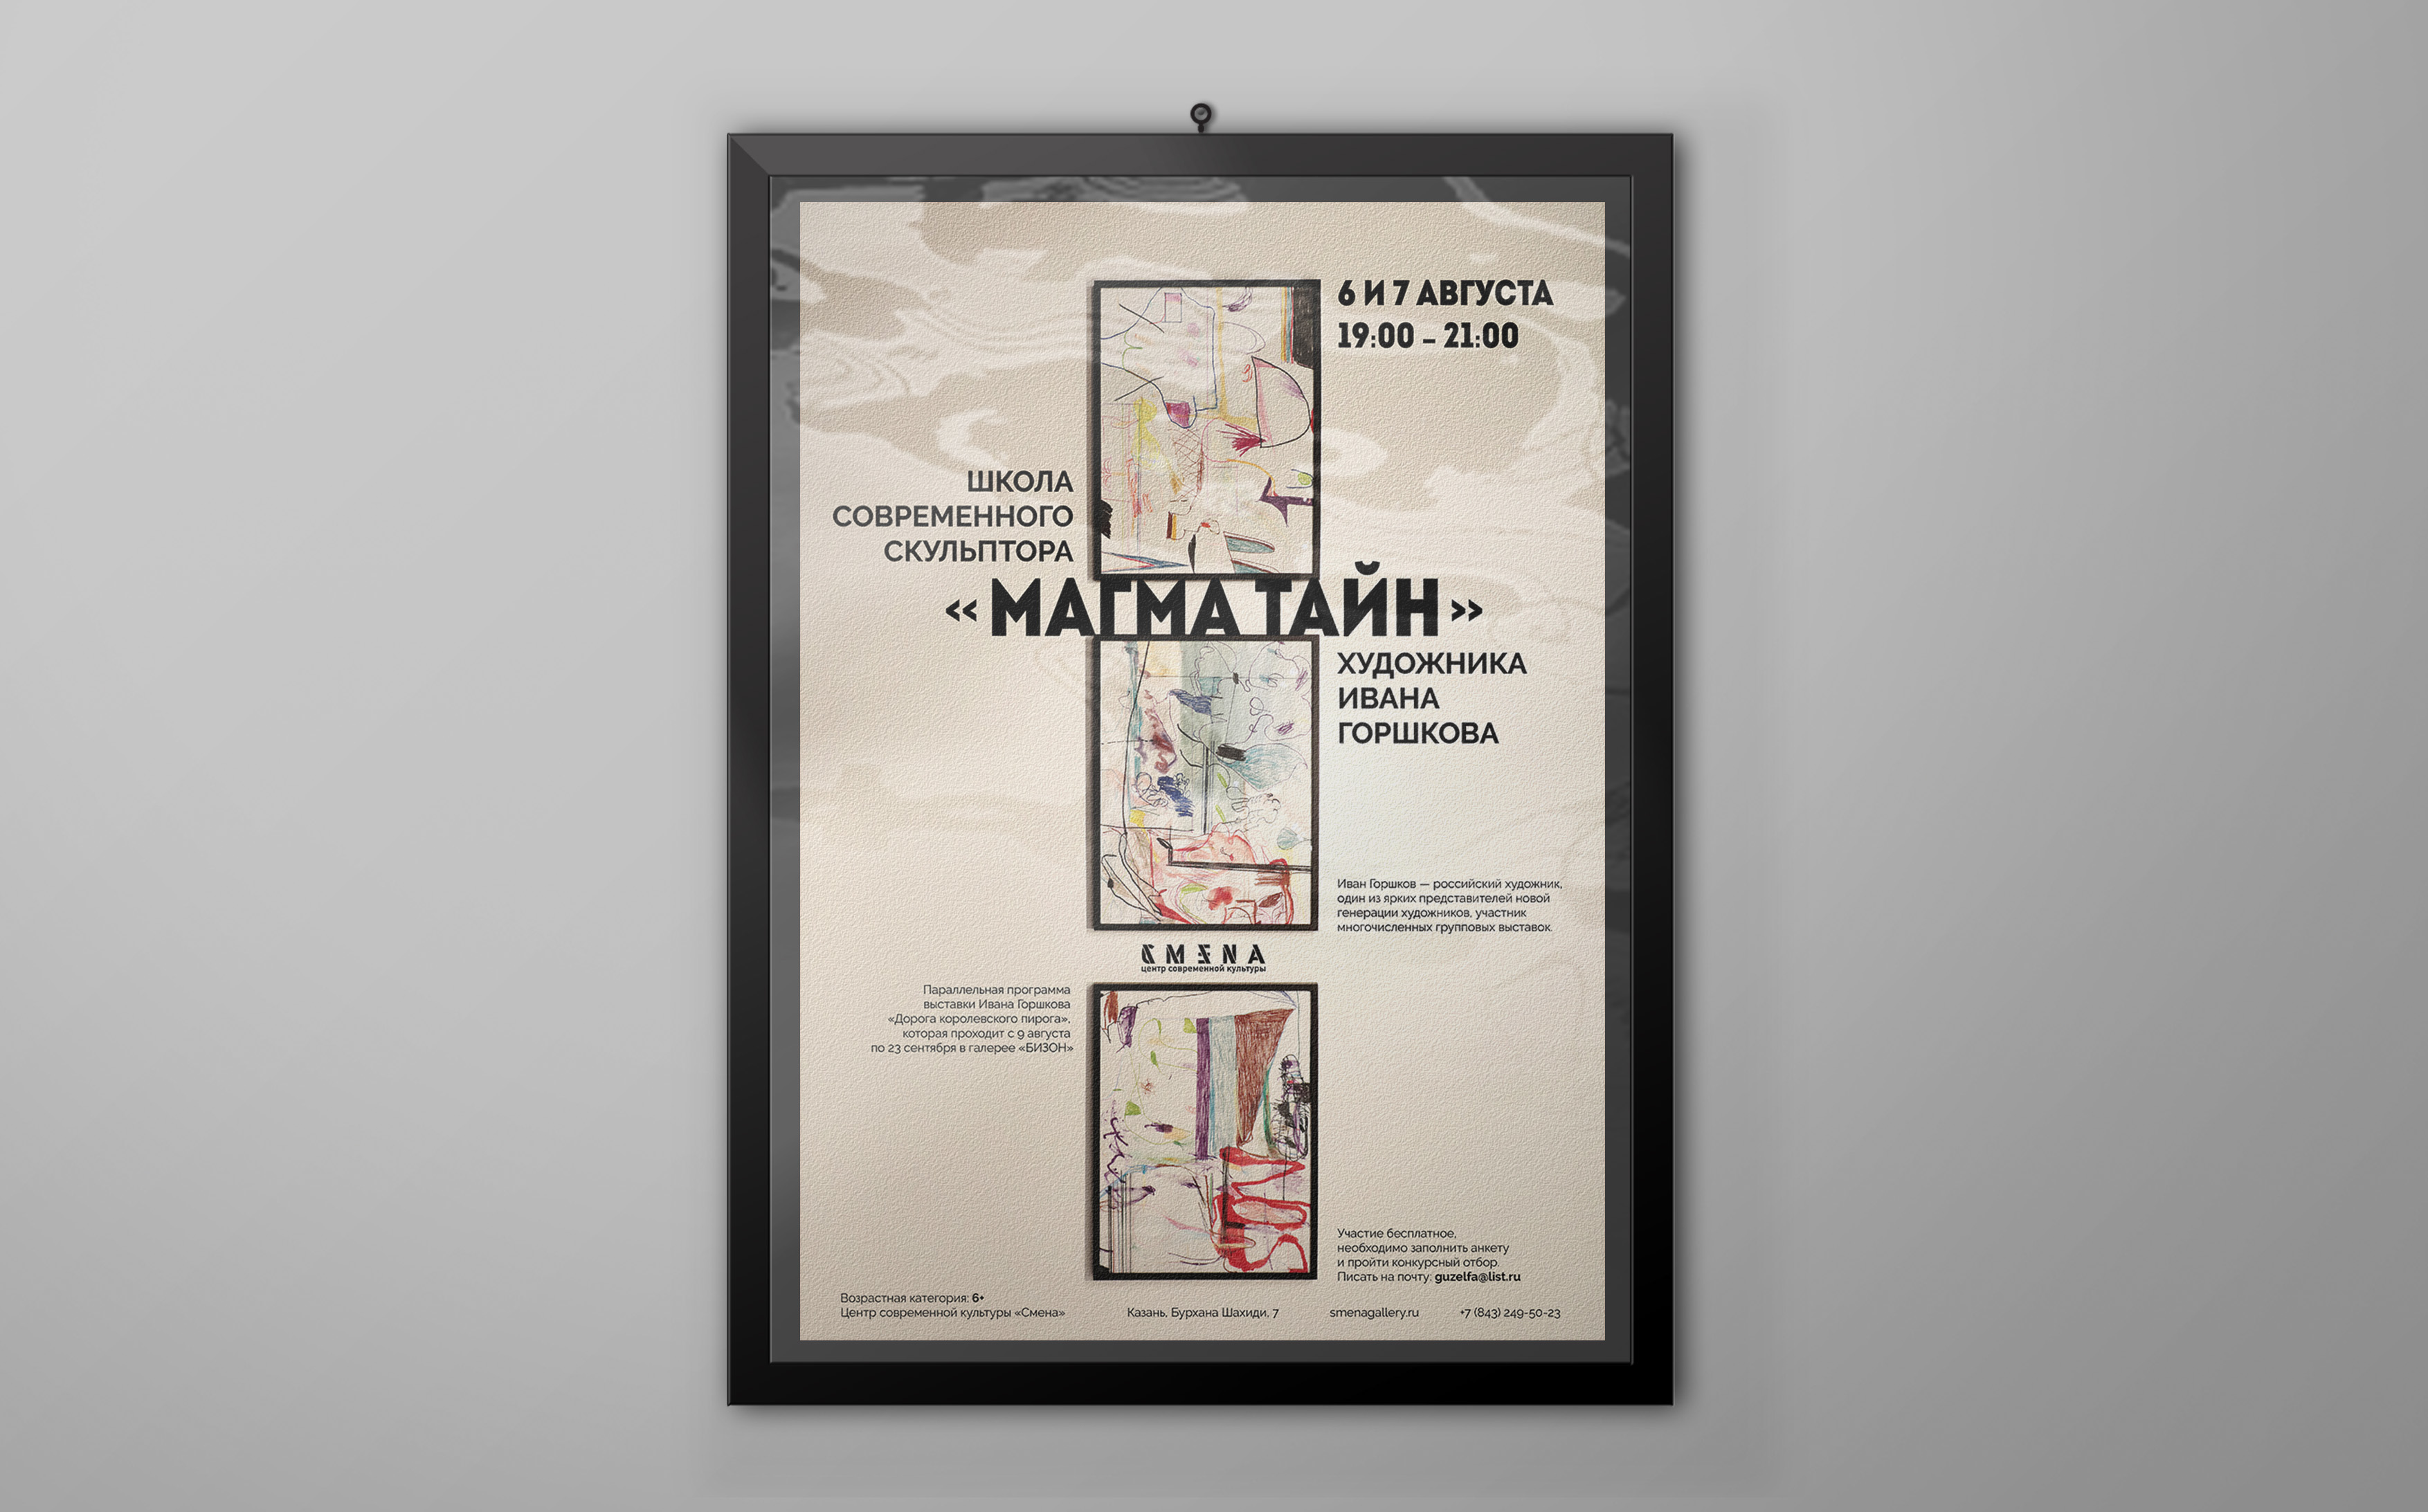 6 И 7 АВГУСТА
19:00 – 21:00
ШКОЛА
СОВРЕМЕННОГО
СКУЛЬПТОРА
«МАГМА ТАЙН»
ХУДОЖНИКА
ИВАНА
ГОРШКОВА
Иван Горшков — российский художник,
один из ярких представителей новой
генерации художников, участник
многочисленных групповых выставок.
СМЕNА
центр современной культуры
Параллельная программа
выставки Ивана Горшкова
«Дорога королевского пирога»,
которая проходит с 9 августа
по 23 сентября в галерее «БИЗОН»
Участие бесплатное,
необходимо заполнить анкету
и пройти конкурсный отбор.
Писать на почту: guzelfa@list.ru
Возрастная категория: 6+
Центр современной культуры «Смена»
Казань, Бурхана Шахиди, 7
smenagallery.ru
+7 (843) 249-50-23